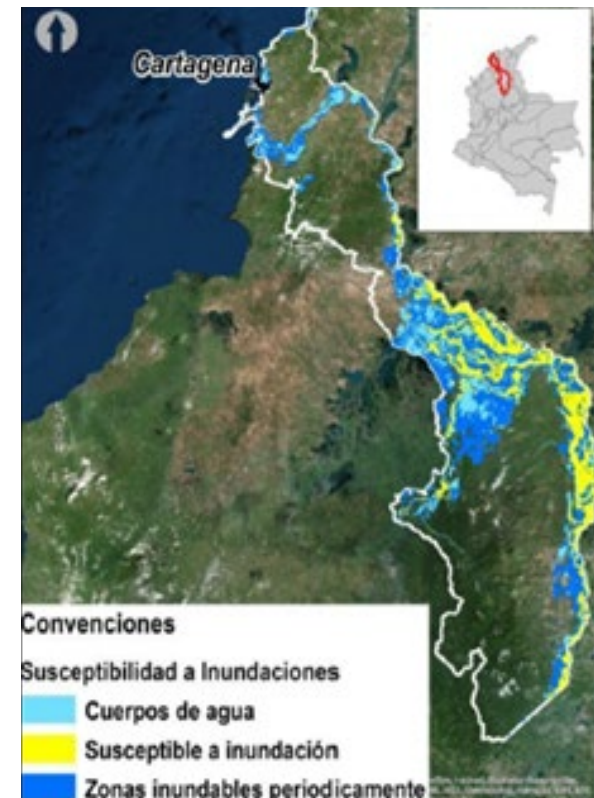 Cartagena
Convenciones
Susceptibilidad a Inundaciones
Cuerpos de agua
Susceptible a inundación
Zonas inundables periodicamente